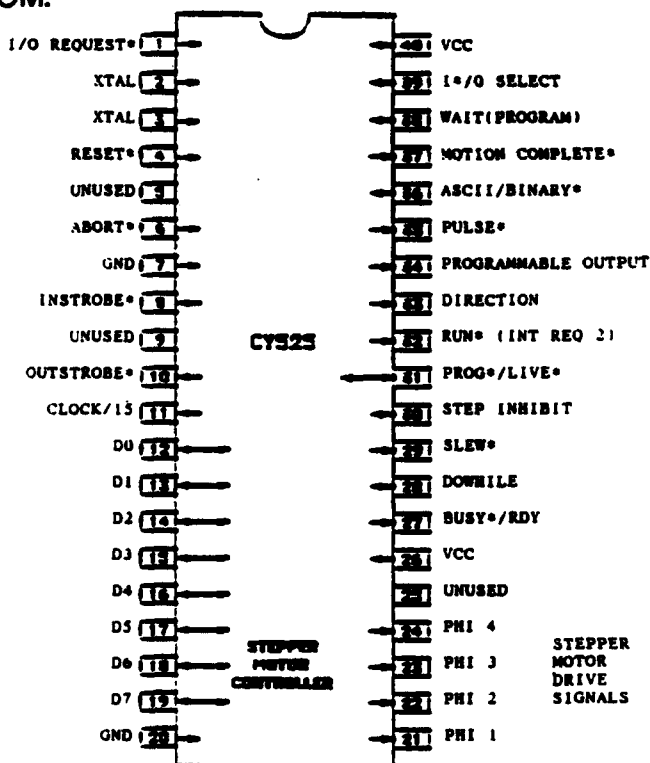 OM.
I/O REQUEST* 1
XTAL 2
XTAL 3
RESET* 4
UNUSED 5
ABORT* 6
GND 7
INSTROBE* 8
UNUSED 9
OUTSTROBE* 10
CLOCK/15 11
D0 12
D1 13
D2 14
D3 15
D4 16
D5 17
D6 18
D7 19
GND 20
CY525
STEPPER
MOTOR
CONTROLLER
40 VCC
39 I*/O SELECT
38 WAIT(PROGRAM)
37 MOTION COMPLETE*
36 ASCII/BINARY*
35 PULSE*
34 PROGRAMMABLE OUTPUT
33 DIRECTION
32 RUN* (INT REQ 2)
31 PROG*/LIVE*
30 STEP INHIBIT
29 SLEW*
28 DOWHILE
27 BUSY*/RDY
26 VCC
25 UNUSED
24 PHI 4
23 PHI 3
22 PHI 2
21 PHI 1
STEPPER
MOTOR
DRIVE
SIGNALS